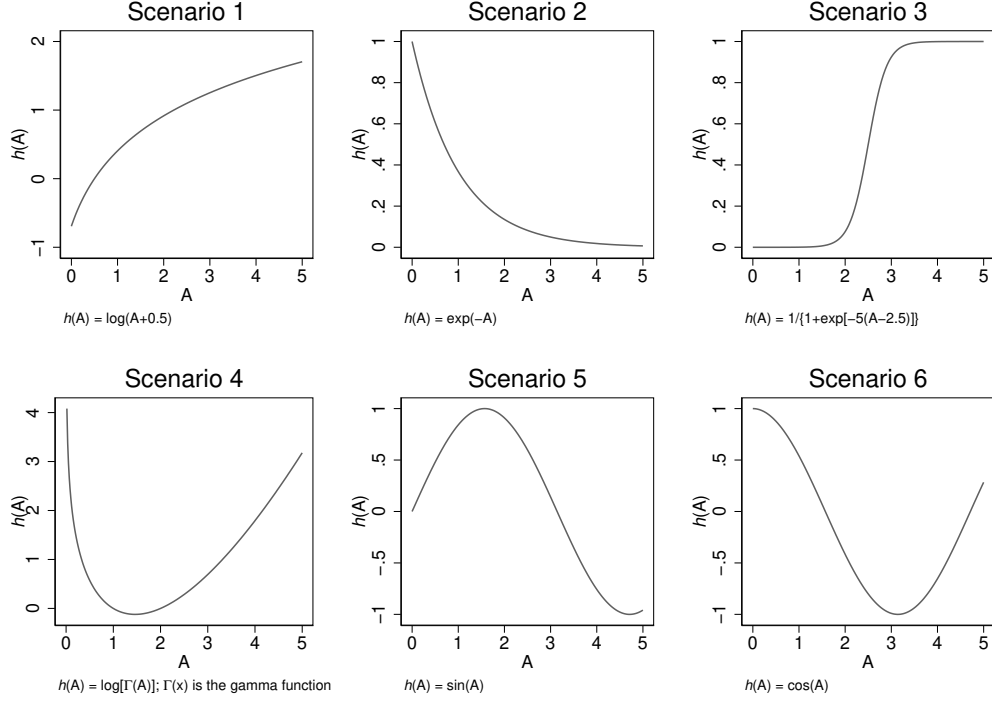 Scenario 1
h(A)
2
1
0
−1
0 1 2 3 4 5
A
h(A) = log(A+0.5)
Scenario 2
h(A)
1
.8
.6
.4
.2
0
0 1 2 3 4 5
A
h(A) = exp(−A)
Scenario 3
h(A)
1
.8
.6
.4
.2
0
0 1 2 3 4 5
A
h(A) = 1/{1+exp[−5(A−2.5)]}
Scenario 4
h(A)
4
3
2
1
0
0 1 2 3 4 5
A
h(A) = log[Γ(A)]; Γ(x) is the gamma function
Scenario 5
h(A)
1
.5
0
−.5
−1
0 1 2 3 4 5
A
h(A) = sin(A)
Scenario 6
h(A)
1
.5
0
−.5
−1
0 1 2 3 4 5
A
h(A) = cos(A)